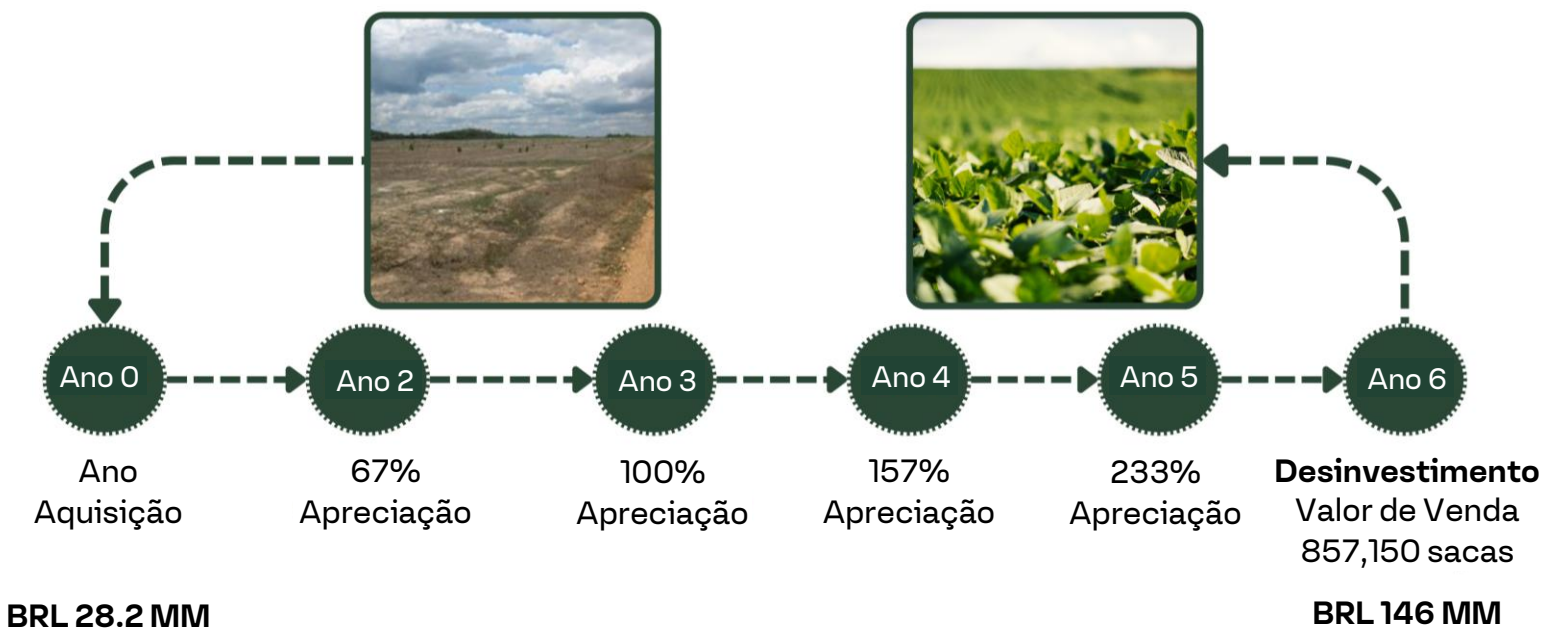 Ano 0
Ano 2
Ano 3
Ano 4
Ano 5
Ano 6
Ano
Aquisição
67%
Apreciação
100%
Apreciação
157%
Apreciação
233%
Apreciação
Desinvestimento
Valor de Venda
857,150 sacas
BRL 28.2 MM
BRL 146 MM